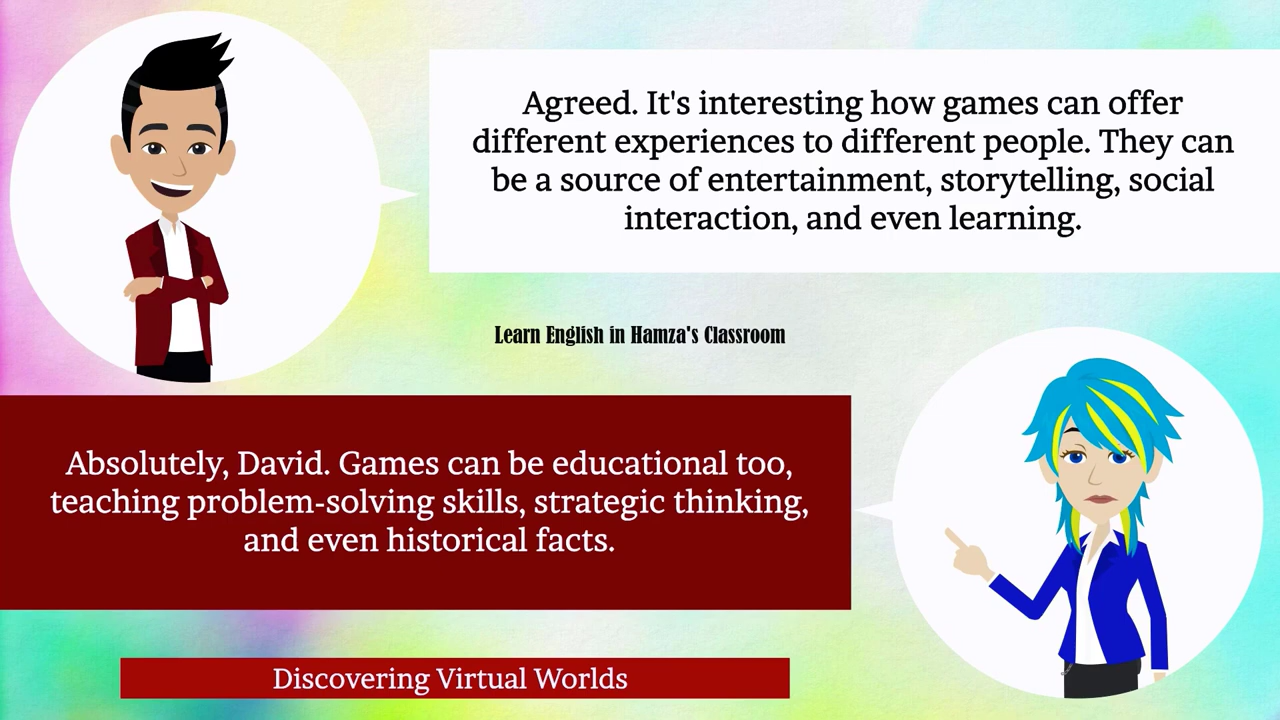 Agreed. It's interesting how games can offer
different experiences to different people. They can
be a source of entertainment, storytelling, social
interaction, and even learning.
Learn English in Hamza's Classroom
Absolutely, David. Games can be educational too,
teaching problem-solving skills, strategic thinking,
and even historical facts.
Discovering Virtual Worlds